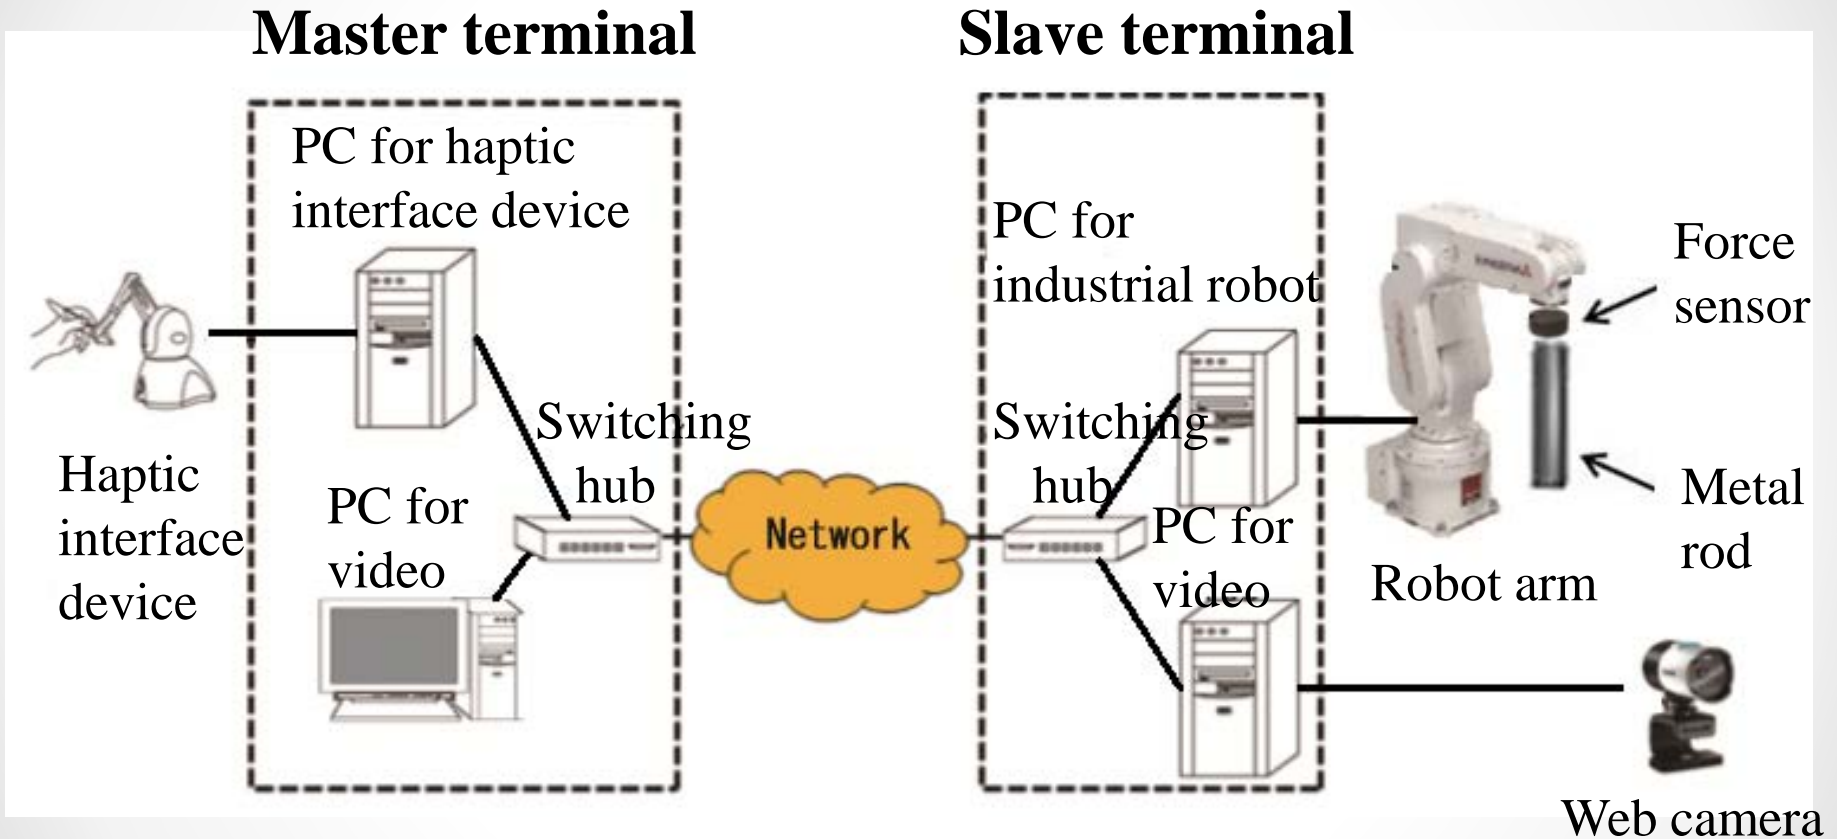 Master terminal
Slave terminal
PC for haptic
interface device
Haptic
interface
device
Switching
hub
PC for
video
Network
PC for
industrial robot
Switching
hub
PC for
video
Force
sensor
Metal
rod
Robot arm
Web camera